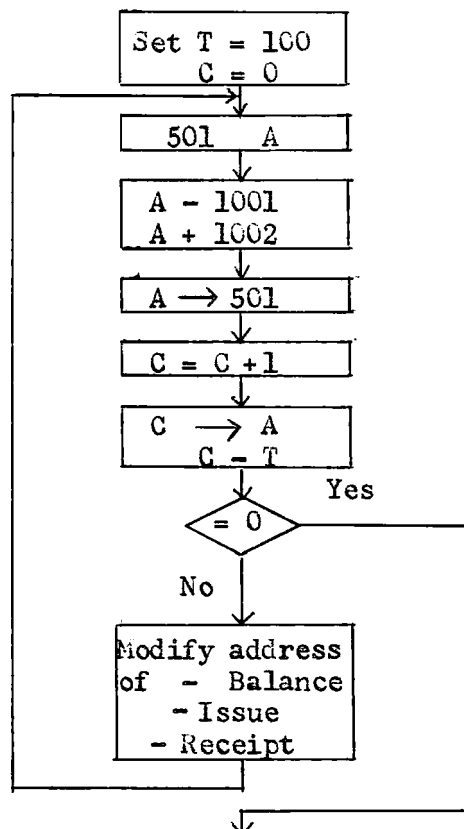 Set T = 100
C = 0
501 A
A - 1001
A + 1002
A → 501
C = C + 1
C → A
C - T
Yes
= 0
No
Modify address
of - Balance
- Issue
- Receipt